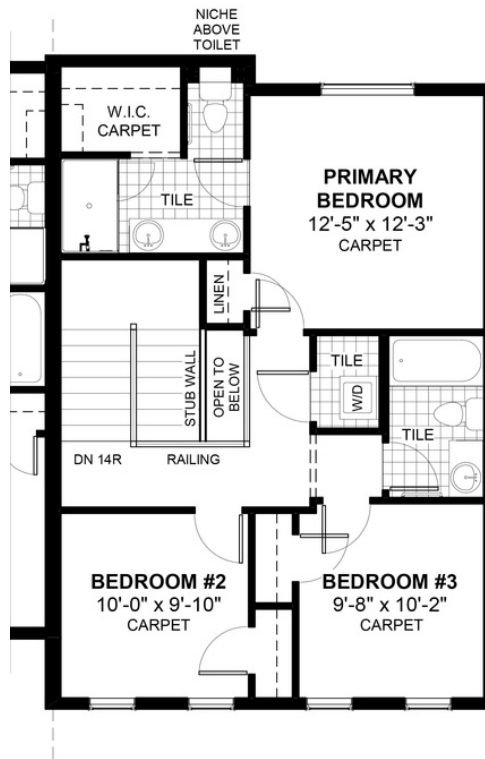 NICHE
ABOVE
TOILET
W.I.C.
CARPET
TILE
PRIMARY
BEDROOM
12'-5" x 12'-3"
CARPET
LINEN
STUB WALL
OPEN TO
BELOW
TILE
W/D
TILE
DN 14R
RAILING
BEDROOM #2
10'-0" x 9'-10"
CARPET
BEDROOM #3
9'-8" x 10'-2"
CARPET